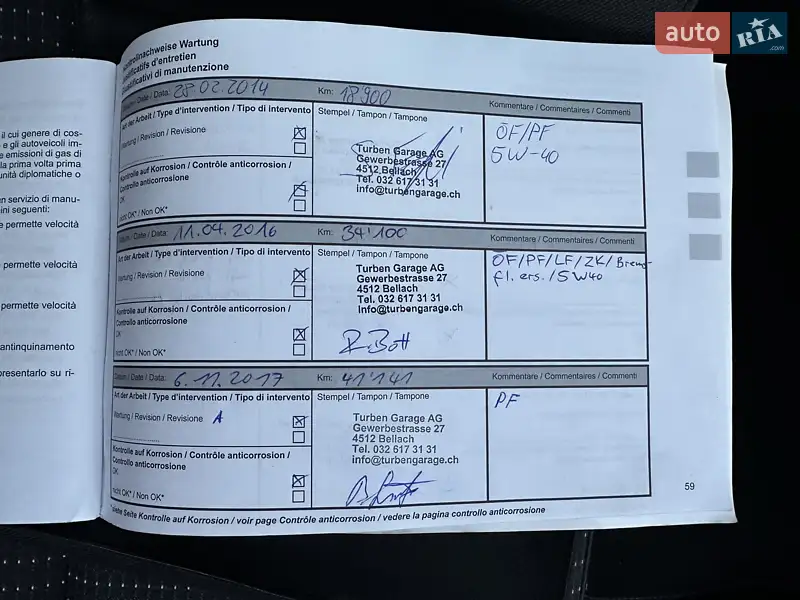 auto RIA .com
Kontrollnachweise Wartung
d'entretien
di manutenzione
Date / Data: 28 02. 2014 Km: 18'900 Kommentare / Commentaires / Commenti
Art der Arbeit / Type d'intervention / Tipo di intervento Stempel / Tampon / Tampone
Wartung / Revision / Revisione
ÖF/PF
5W-40
Turben Garage AG
Gewerbestrasse 27
4512 Bellach
Tel. 032 617 31 31
info@turbengarage.ch
Kontrolle auf Korrosion / Contrôle anticorrosion /
Controllo anticorrosione
OK
nicht OK* / Non OK*
Datum / Date / Data: 11.04.2016 Km: 34'100 Kommentare / Commentaires / Commenti
Art der Arbeit / Type d'intervention / Tipo di intervento Stempel / Tampon / Tampone
Wartung / Revision / Revisione
ÖF/PF/LF/ZK/Brems-
fl. ers. / 5W40
Turben Garage AG
Gewerbestrasse 27
4512 Bellach
Tel. 032 617 31 31
info@turbengarage.ch
Kontrolle auf Korrosion / Contrôle anticorrosion /
Controllo anticorrosione
OK
nicht OK* / Non OK*
R. Bott
Datum / Date / Data: 6.11.2017 Km: 41'141 Kommentare / Commentaires / Commenti
Art der Arbeit / Type d'intervention / Tipo di intervento Stempel / Tampon / Tampone
Wartung / Revision / Revisione A
PF
Turben Garage AG
Gewerbestrasse 27
4512 Bellach
Tel. 032 617 31 31
info@turbengarage.ch
Kontrolle auf Korrosion / Contrôle anticorrosion /
Controllo anticorrosione
OK*
nicht OK* / Non OK*
* siehe Seite Kontrolle auf Korrosion / voir page Contrôle anticorrosion / vedere la pagina controllo anticorrosione
59
il cui genere di cos-
e gli autoveicoli im-
e emissioni di gas di
la prima volta prima
unità diplomatiche o
en servizio di manu-
ini seguenti:
e permette velocità
permette velocità
permette velocità
antinquinamento
presentarlo su ri-